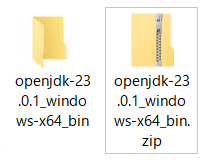 openjdk-23
.0.1_windo
ws-x64_bin
openjdk-23
.0.1_windo
ws-x64_bin.
zip